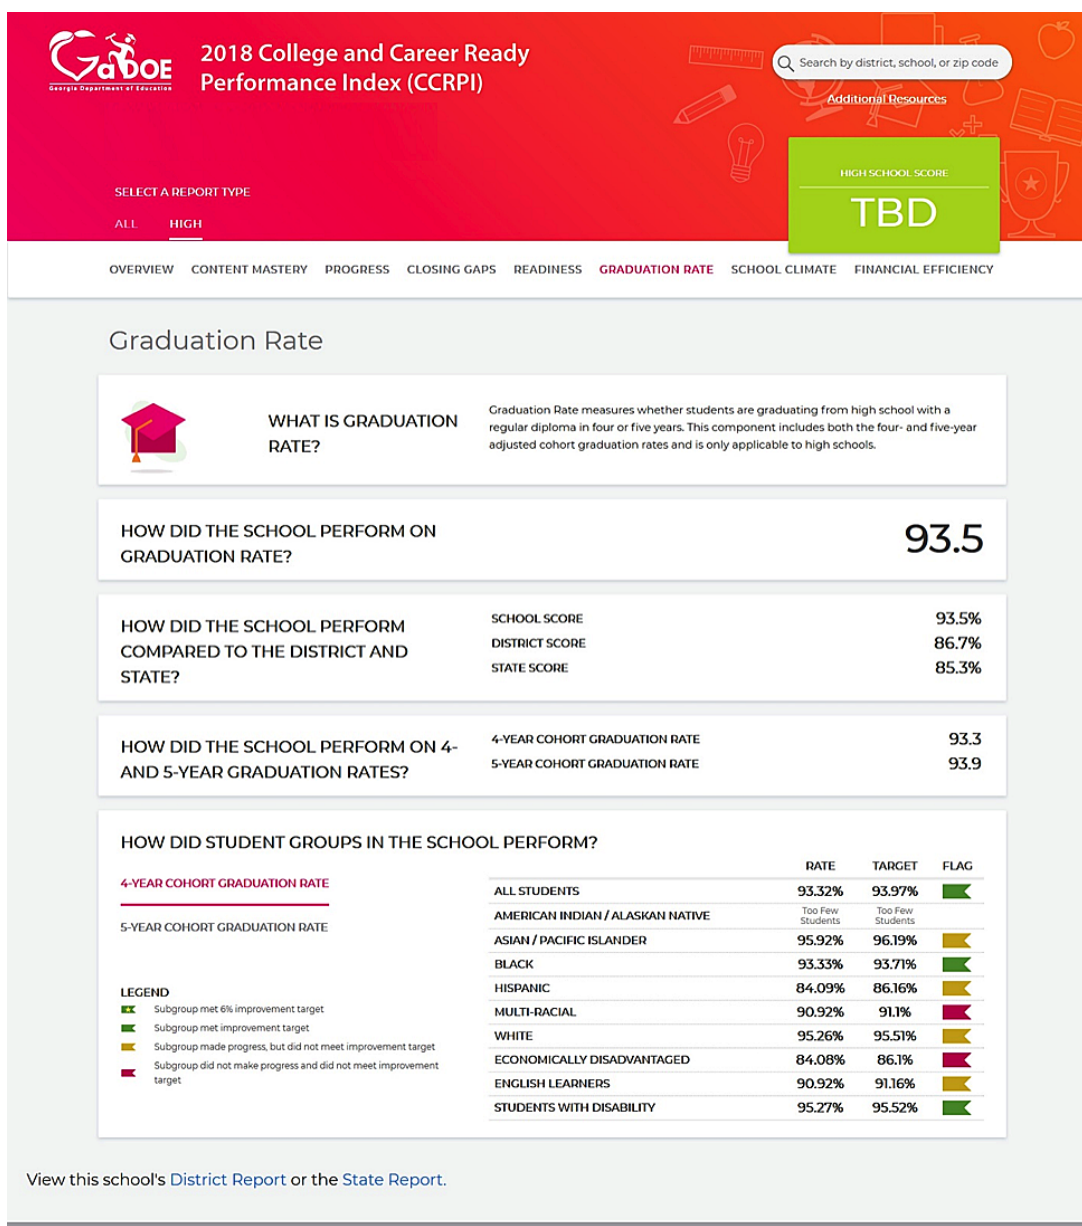 GaDOE
Georgia Department of Education
2018 College and Career Ready
Performance Index (CCRPI)
Search by district, school, or zip code
Additional Resources
SELECT A REPORT TYPE
ALL HIGH
HIGH SCHOOL SCORE
TBD
OVERVIEW CONTENT MASTERY PROGRESS CLOSING GAPS READINESS GRADUATION RATE SCHOOL CLIMATE FINANCIAL EFFICIENCY
Graduation Rate
WHAT IS GRADUATION
RATE?
Graduation Rate measures whether students are graduating from high school with a
regular diploma in four or five years. This component includes both the four- and five-year
adjusted cohort graduation rates and is only applicable to high schools.
HOW DID THE SCHOOL PERFORM ON
GRADUATION RATE?
93.5
HOW DID THE SCHOOL PERFORM
COMPARED TO THE DISTRICT AND
STATE?
SCHOOL SCORE 93.5%
DISTRICT SCORE 86.7%
STATE SCORE 85.3%
HOW DID THE SCHOOL PERFORM ON 4-
AND 5-YEAR GRADUATION RATES?
4-YEAR COHORT GRADUATION RATE 93.3
5-YEAR COHORT GRADUATION RATE 93.9
HOW DID STUDENT GROUPS IN THE SCHOOL PERFORM?
4-YEAR COHORT GRADUATION RATE
5-YEAR COHORT GRADUATION RATE
LEGEND
Subgroup met 6% improvement target
Subgroup met improvement target
Subgroup made progress, but did not meet improvement target
Subgroup did not make progress and did not meet improvement
target
RATE TARGET FLAG
ALL STUDENTS 93.32% 93.97%
AMERICAN INDIAN / ALASKAN NATIVE Too Few Students Too Few Students
ASIAN / PACIFIC ISLANDER 95.92% 96.19%
BLACK 93.33% 93.71%
HISPANIC 84.09% 86.16%
MULTI-RACIAL 90.92% 91.1%
WHITE 95.26% 95.51%
ECONOMICALLY DISADVANTAGED 84.08% 86.1%
ENGLISH LEARNERS 90.92% 91.16%
STUDENTS WITH DISABILITY 95.27% 95.52%
View this school's District Report or the State Report.